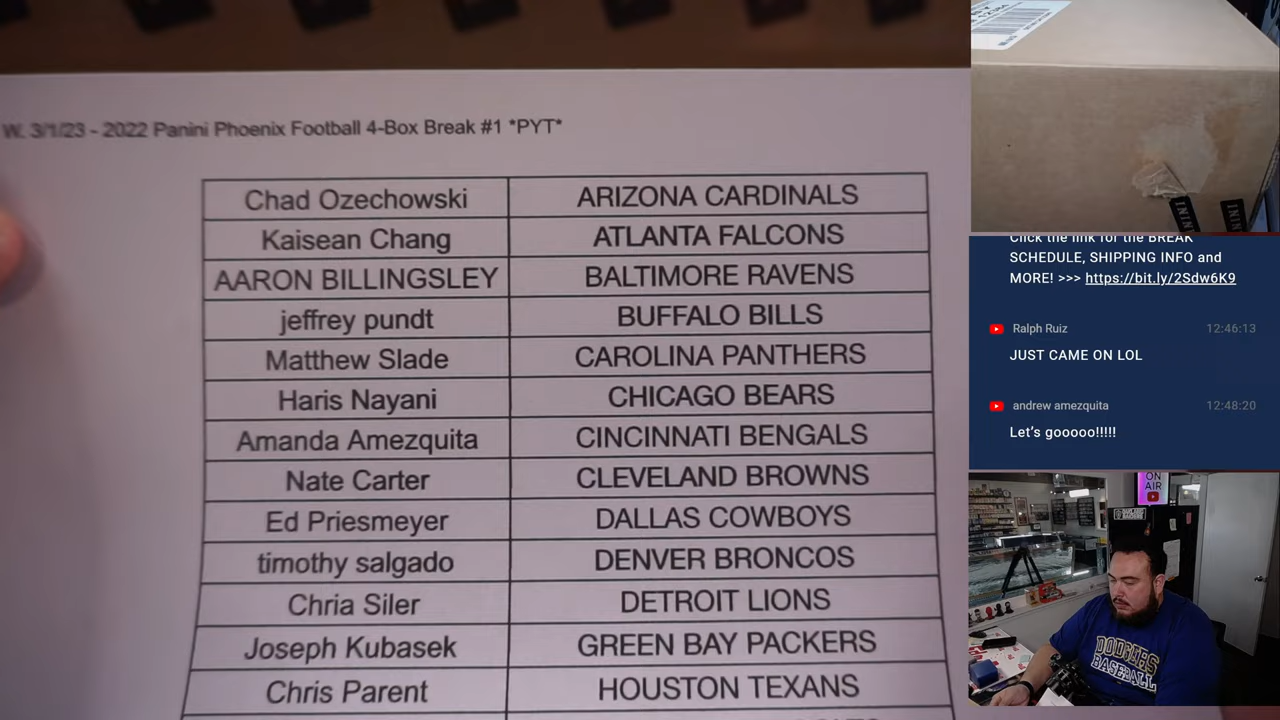 W. 3/1/23 - 2022 Panini Phoenix Football 4-Box Break #1 *PYT*
Chad Ozechowski ARIZONA CARDINALS
Kaisean Chang ATLANTA FALCONS
AARON BILLINGSLEY BALTIMORE RAVENS
jeffrey pundt BUFFALO BILLS
Matthew Slade CAROLINA PANTHERS
Haris Nayani CHICAGO BEARS
Amanda Amezquita CINCINNATI BENGALS
Nate Carter CLEVELAND BROWNS
Ed Priesmeyer DALLAS COWBOYS
timothy salgado DENVER BRONCOS
Chria Siler DETROIT LIONS
Joseph Kubasek GREEN BAY PACKERS
Chris Parent HOUSTON TEXANS
Click the link for the BREAK
SCHEDULE, SHIPPING INFO and
MORE! >>> https://bit.ly/2Sdw6K9
Ralph Ruiz 12:46:13
JUST CAME ON LOL
andrew amezquita 12:48:20
Let's gooooo!!!!!
ON
AIR
DODGERS
BASEBALL